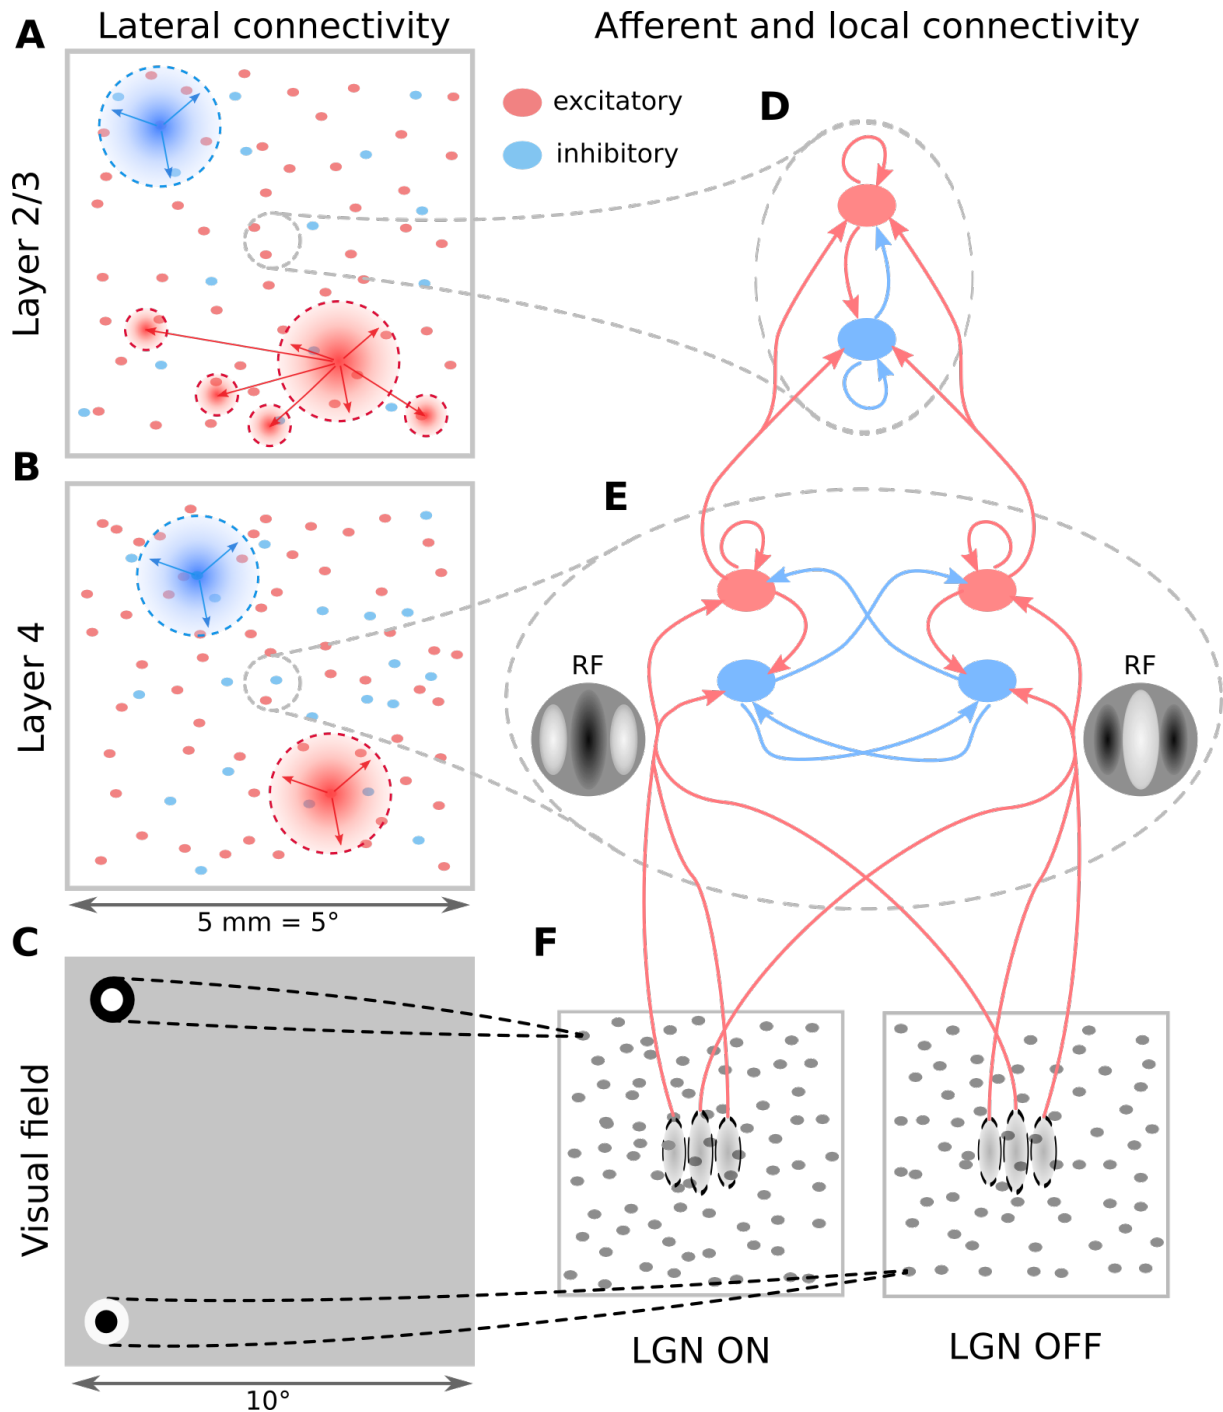 A
Lateral connectivity
Afferent and local connectivity
excitatory
inhibitory
D
Layer 2/3
B
E
RF
RF
Layer 4
5 mm = 5°
C
F
Visual field
LGN ON
LGN OFF
10°